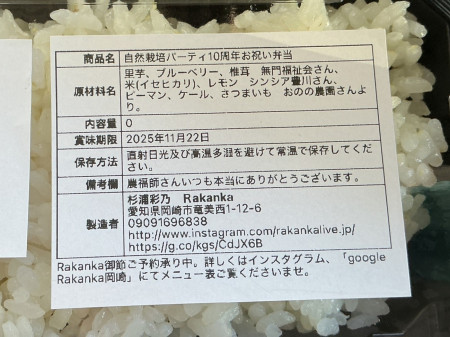 商品名 自然栽培パーティ10周年お祝い弁当
原材料名 里芋、ブルーベリー、椎茸　無門福祉会さん、
米(イセヒカリ)、レモン　シンシア豊川さん、
ピーマン、ケール、さつまいも　おのの農園さんよ
り。
内容量 0
賞味期限 2025年11月22日
保存方法 直射日光及び高温多湿を避けて常温で保存してくだ
さい。
備考欄 農福師さんいつも本当にありがとうございます。
製造者 杉浦彩乃　Rakanka
愛知県岡崎市竜美西1-12-6
09091696838
http://www.instagram.com/rakankalive.jp/
https://g.co/kgs/CdJX6B
Rakanka御節ご予約承り中。詳しくはインスタグラム、「google
Rakanka岡崎」にてメニュー表ご覧くださいませ。